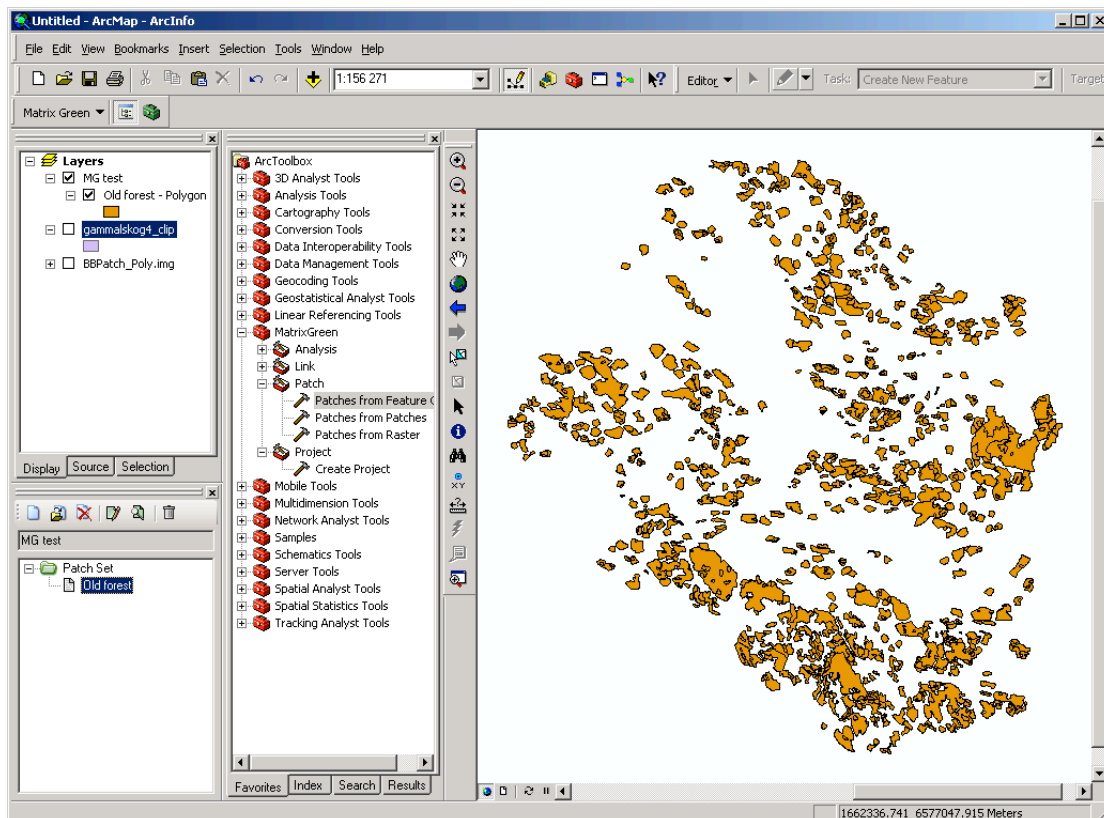 Untitled - ArcMap - ArcInfo
File Edit View Bookmarks Insert Selection Tools Window Help
1:156 271
Editor
Task:
Create New Feature
Target
Matrix Green
Layers
MG test
Old forest - Polygon
gammalskog4_clip
BBPatch_Poly.img
Display Source Selection
MG test
Patch Set
Old forest
ArcToolbox
3D Analyst Tools
Analysis Tools
Cartography Tools
Conversion Tools
Data Interoperability Tools
Data Management Tools
Geocoding Tools
Geostatistical Analyst Tools
Linear Referencing Tools
MatrixGreen
Analysis
Link
Patch
Patches from Feature C
Patches from Patches
Patches from Raster
Project
Create Project
Mobile Tools
Multidimension Tools
Network Analyst Tools
Samples
Schematics Tools
Server Tools
Spatial Analyst Tools
Spatial Statistics Tools
Tracking Analyst Tools
Favorites Index Search Results
XY
1662336.741 6577047.915 Meters